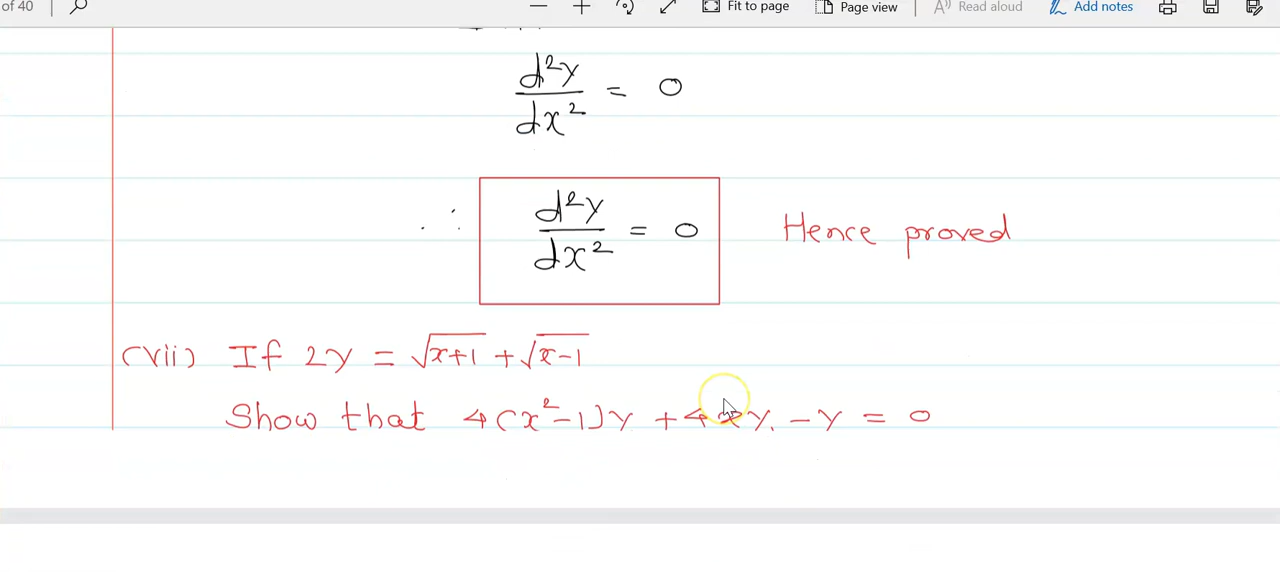 of 40 Fit to page Page view Read aloud Add notes
d²y/dx² = 0
∴ d²y/dx² = 0 Hence proved
(vii) If 2y = √x+1 + √x-1
Show that 4(x²-1)y + 4xy. - y = 0